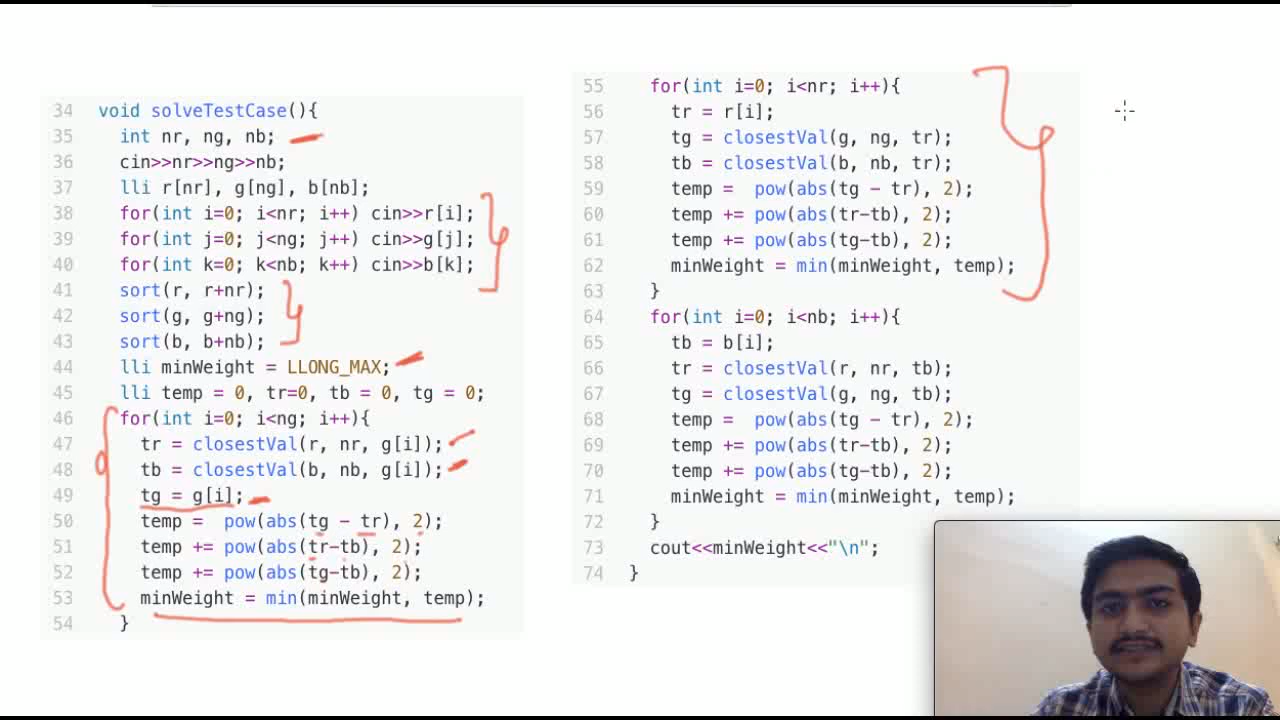 34 void solveTestCase(){
35 int nr, ng, nb;
36 cin>>nr>>ng>>nb;
37 lli r[nr], g[ng], b[nb];
38 for(int i=0; i<nr; i++) cin>>r[i];
39 for(int j=0; j<ng; j++) cin>>g[j];
40 for(int k=0; k<nb; k++) cin>>b[k];
41 sort(r, r+nr);
42 sort(g, g+ng);
43 sort(b, b+nb);
44 lli minWeight = LLONG_MAX;
45 lli temp = 0, tr=0, tb = 0, tg = 0;
46 for(int i=0; i<ng; i++){
47 tr = closestVal(r, nr, g[i]);
48 tb = closestVal(b, nb, g[i]);
49 tg = g[i];
50 temp =  pow(abs(tg - tr), 2);
51 temp += pow(abs(tr-tb), 2);
52 temp += pow(abs(tg-tb), 2);
53 minWeight = min(minWeight, temp);
54 }
55 for(int i=0; i<nr; i++){
56 tr = r[i];
57 tg = closestVal(g, ng, tr);
58 tb = closestVal(b, nb, tr);
59 temp =  pow(abs(tg - tr), 2);
60 temp += pow(abs(tr-tb), 2);
61 temp += pow(abs(tg-tb), 2);
62 minWeight = min(minWeight, temp);
63 }
64 for(int i=0; i<nb; i++){
65 tb = b[i];
66 tr = closestVal(r, nr, tb);
67 tg = closestVal(g, ng, tb);
68 temp =  pow(abs(tg - tr), 2);
69 temp += pow(abs(tr-tb), 2);
70 temp += pow(abs(tg-tb), 2);
71 minWeight = min(minWeight, temp);
72 }
73 cout<<minWeight<<"\n";
74 }